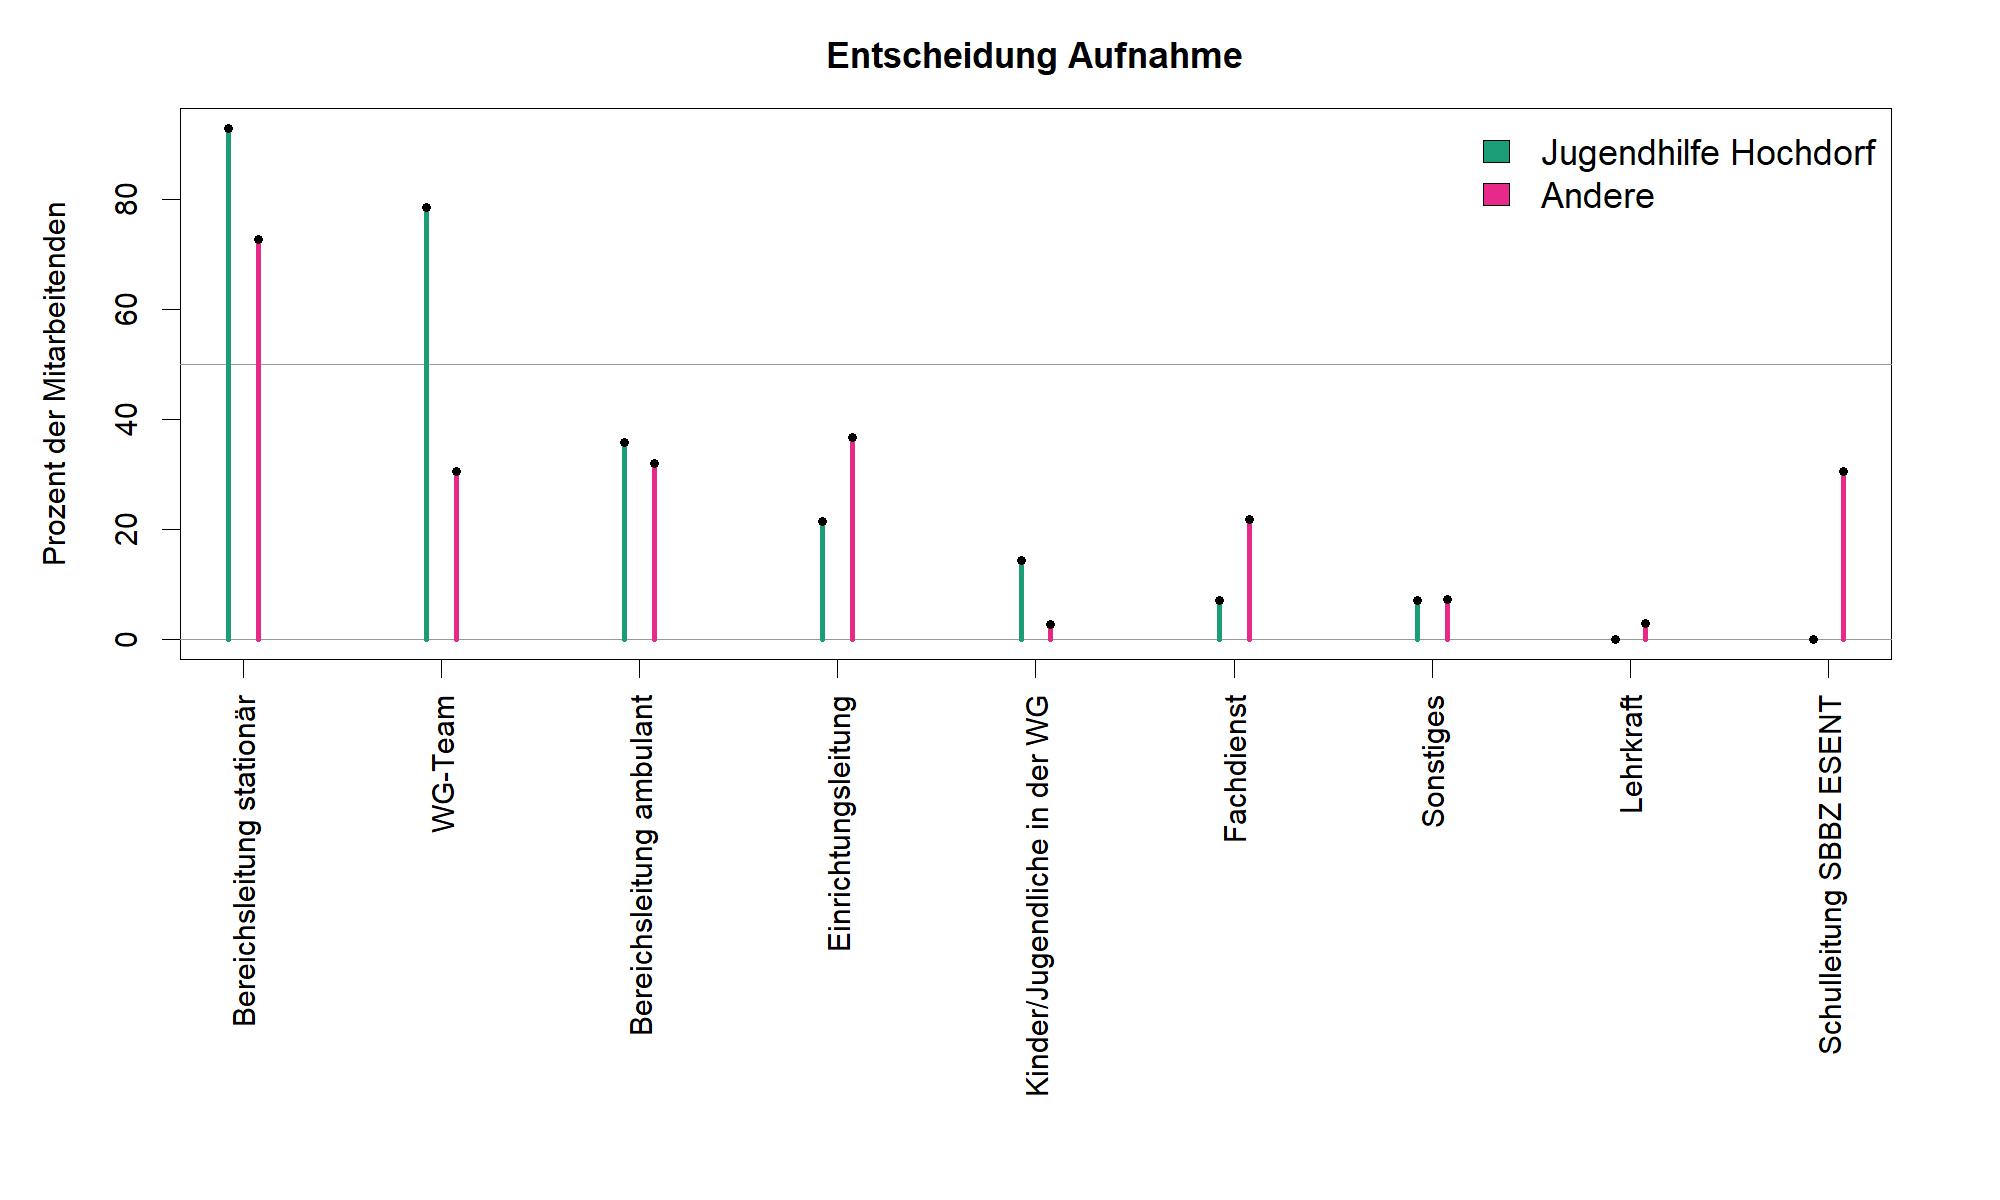 Entscheidung Aufnahme
Jugendhilfe Hochdorf
Andere
Prozent der Mitarbeitenden
80
60
40
20
0
Bereichsleitung stationär
WG-Team
Bereichsleitung ambulant
Einrichtungsleitung
Kinder/Jugendliche in der WG
Fachdienst
Sonstiges
Lehrkraft
Schulleitung SBBZ ESENT